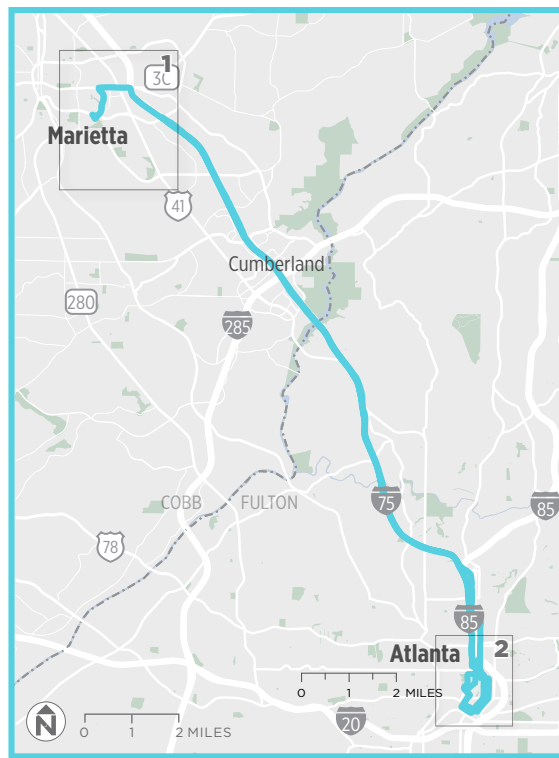 1
3C
Marietta
41
Cumberland
280
285
COBB FULTON
75
85
78
85
Atlanta
2
0 1 2 MILES
N
0 1 2 MILES
20